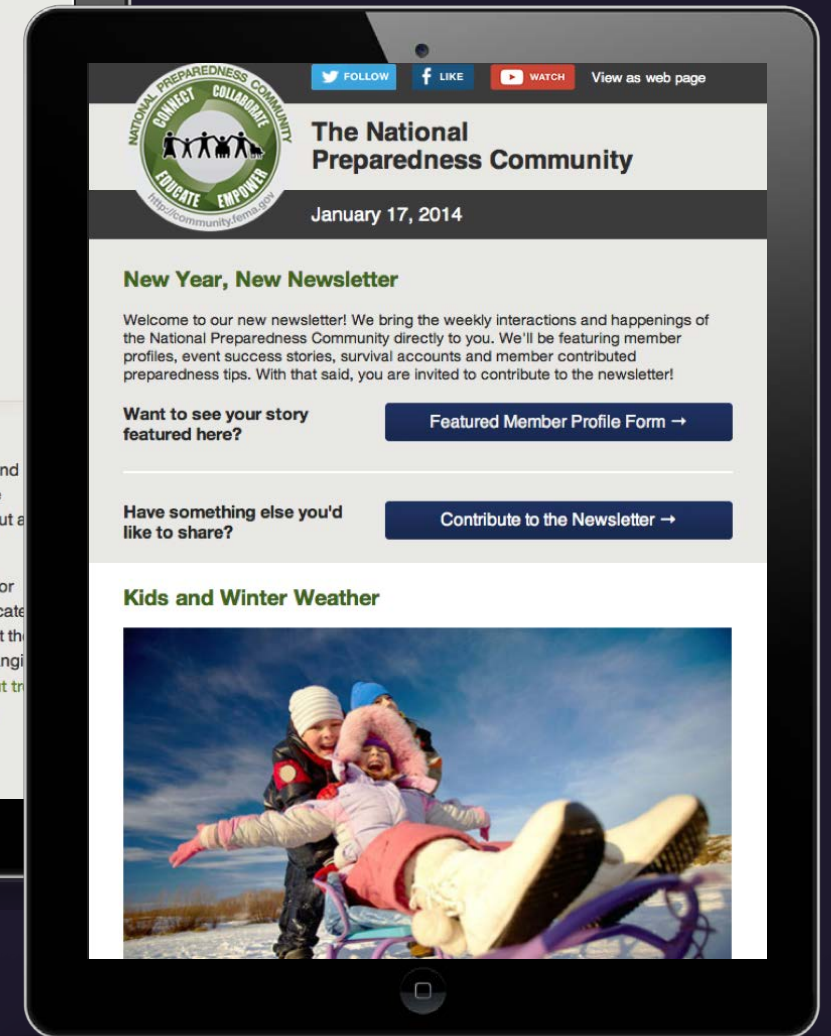 FOLLOW
LIKE
WATCH
View as web page
NATIONAL PREPAREDNESS COMMUNITY
CONNECT COLLABORATE
EDUCATE EMPOWER
http://community.fema.gov
The National
Preparedness Community
January 17, 2014
New Year, New Newsletter
Welcome to our new newsletter! We bring the weekly interactions and happenings of
the National Preparedness Community directly to you. We'll be featuring member
profiles, event success stories, survival accounts and member contributed
preparedness tips. With that said, you are invited to contribute to the newsletter!
Want to see your story
featured here?
Featured Member Profile Form →
Have something else you'd
like to share?
Contribute to the Newsletter →
Kids and Winter Weather